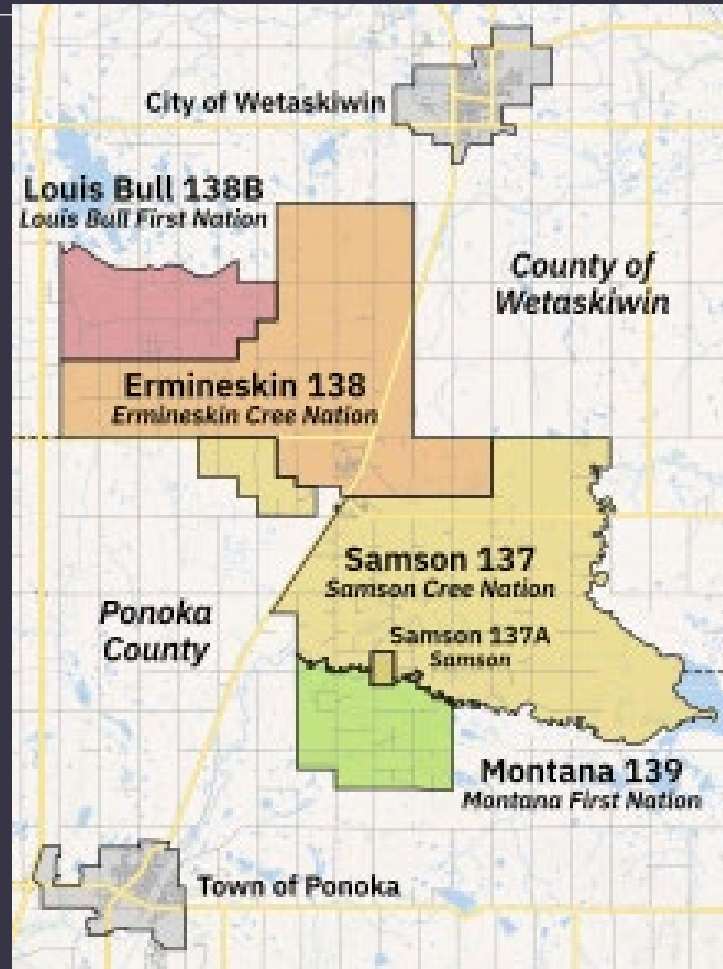 City of Wetaskiwin
Louis Bull 138B
Louis Bull First Nation
County of
Wetaskiwin
Ermineskin 138
Ermineskin Cree Nation
Samson 137
Samson Cree Nation
Ponoka
County
Samson 137A
Samson
Montana 139
Montana First Nation
Town of Ponoka